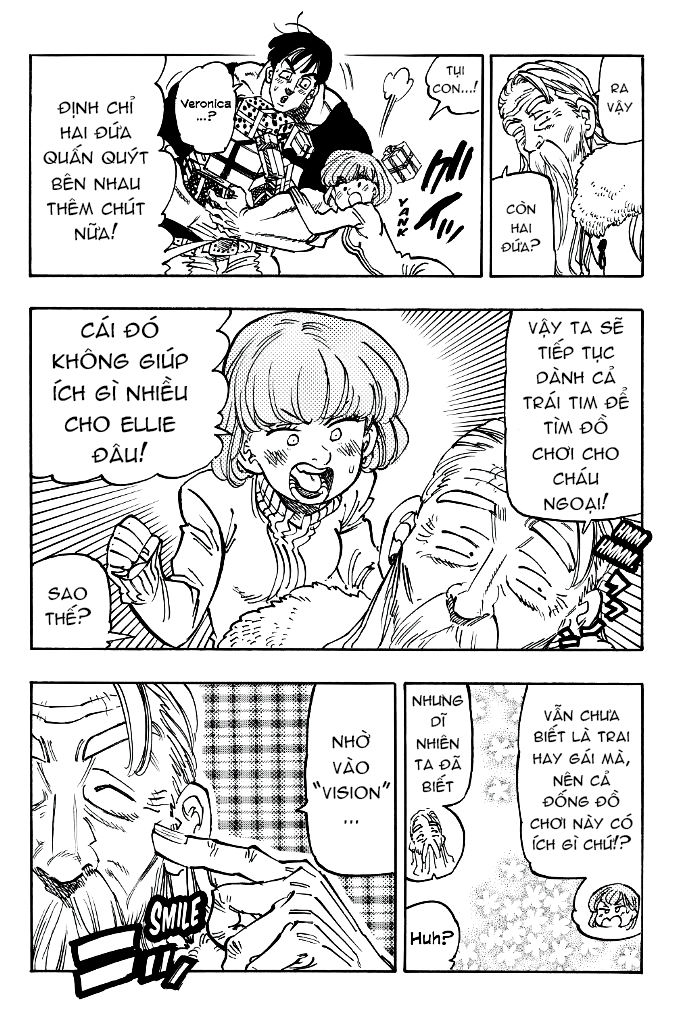 RA
VẬY
CÒN
HAI
ĐỨA?
TỤI
CON...!
Veronica
...?
ĐỊNH CHỈ
HAI ĐỨA
QUẤN QUÝT
BÊN NHAU
THÊM CHÚT
NỮA!
YANK
VẬY TA SẼ
TIẾP TỤC
DÀNH CẢ
TRÁI TIM ĐỂ
TÌM ĐỒ
CHƠI CHO
CHÁU
NGOẠI!
CÁI ĐÓ
KHÔNG GIÚP
ÍCH GÌ NHIỀU
CHO ELLIE
ĐÂU!
SAO
THẾ?
VẪN CHƯA
BIẾT LÀ TRAI
HAY GÁI MÀ,
NÊN CẢ
ĐỐNG ĐỒ
CHƠI NÀY CÓ
ÍCH GÌ CHỨ!?
NHƯNG
DĨ
NHIÊN
TA ĐÃ
BIẾT
Huh?
NHỜ
VÀO
"VISION"
...
SMILE